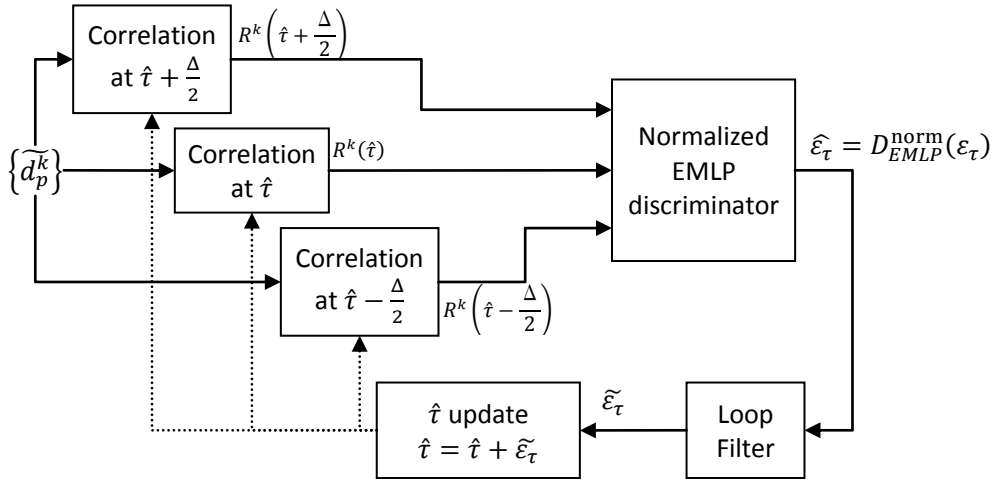 Correlation
at τ̂ + Δ/2
R^k(τ̂ + Δ/2)
{d̃_p^k}
Correlation
at τ̂
R^k(τ̂)
Correlation
at τ̂ − Δ/2
R^k(τ̂ − Δ/2)
Normalized
EMLP
discriminator
ε̂_τ = D_EMLP^norm(ε_τ)
τ̂ update
τ̂ = τ̂ + ε̃_τ
ε̃_τ
Loop
Filter